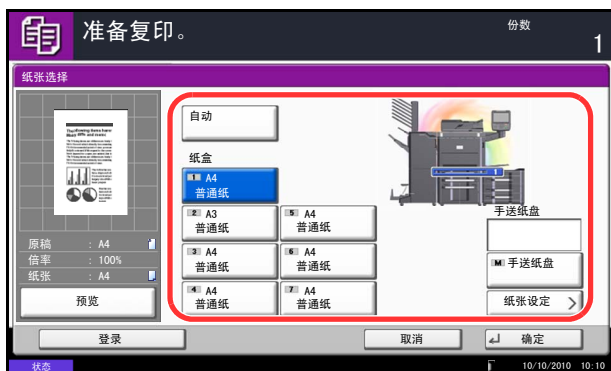 准备复印。
份数
1
纸张选择
自动
纸盒
1 A4
普通纸
2 A3
普通纸
5 A4
普通纸
3 A4
普通纸
6 A4
普通纸
4 A4
普通纸
7 A4
普通纸
1
手送纸盘
M 手送纸盘
纸张设定
原稿 : A4
倍率 : 100%
纸张 : A4
预览
登录
取消
确定
状态
10/10/2010 10:10